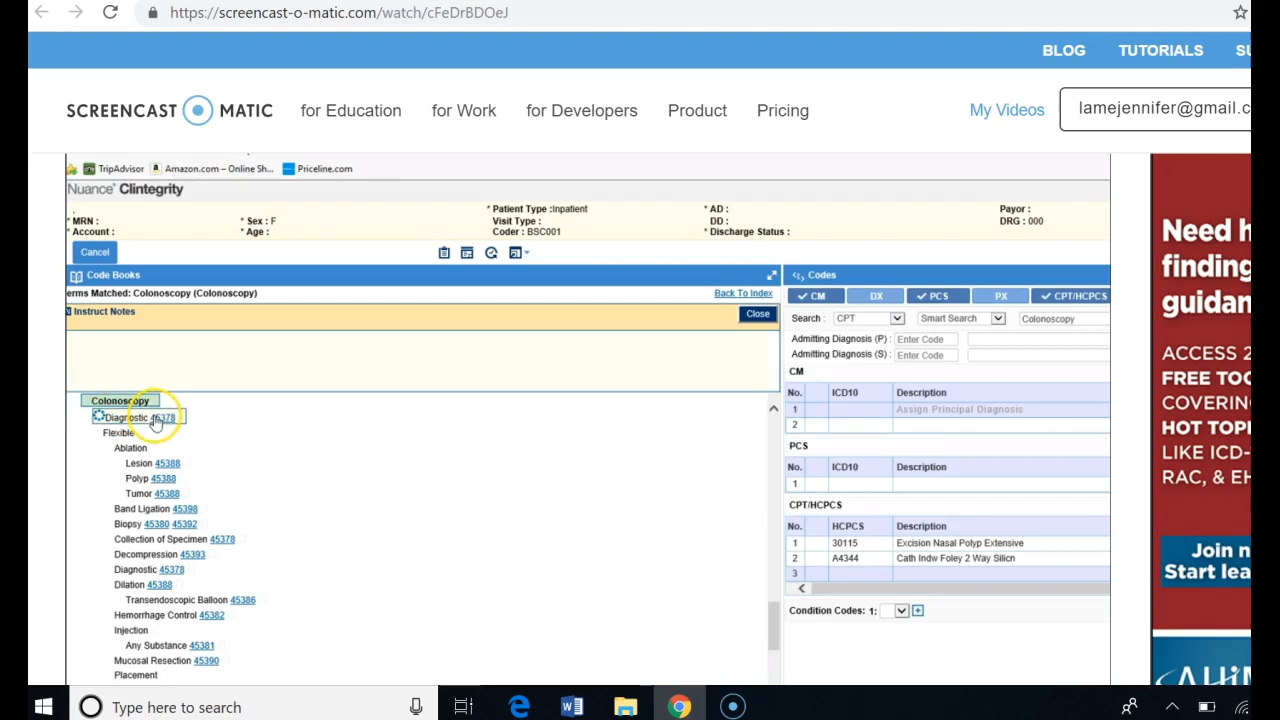 https://screencast-o-matic.com/watch/cFeDrBDOeJ
BLOG TUTORIALS SU
SCREENCAST MATIC for Education for Work for Developers Product Pricing My Videos lamejennifer@gmail.c
TripAdvisor Amazon.com – Online Sh... Priceline.com
Nuance Clintegrity
* MRN :
* Account :
* Sex : F
* Age :
* Patient Type :Inpatient
Visit Type :
Coder : BSC001
* AD :
DD :
* Discharge Status :
Payor :
DRG : 000
Cancel
Code Books
erms Matched: Colonoscopy (Colonoscopy) Back To Index
Instruct Notes Close
Colonoscopy
Diagnostic 45378
Flexible
Ablation
Lesion 45388
Polyp 45388
Tumor 45388
Band Ligation 45398
Biopsy 45380 45392
Collection of Specimen 45378
Decompression 45393
Diagnostic 45378
Dilation 45388
Transendoscopic Balloon 45386
Hemorrhage Control 45382
Injection
Any Substance 45381
Mucosal Resection 45390
Placement
Codes
CM DX PCS PX CPT/HCPCS
Search : CPT Smart Search Colonoscopy
Admitting Diagnosis (P) : Enter Code
Admitting Diagnosis (S) : Enter Code
CM
No. ICD10 Description
1 Assign Principal Diagnosis
2
PCS
No. ICD10 Description
1
CPT/HCPCS
No. HCPCS Description
1 30115 Excision Nasal Polyp Extensive
2 A4344 Cath Indw Foley 2 Way Silicn
3
Condition Codes: 1:
Need h
finding
guidan
ACCESS 2
FREE TOO
COVERING
HOT TOPI
LIKE ICD-
RAC, & EH
Join n
Start lea
AHiM
Type here to search